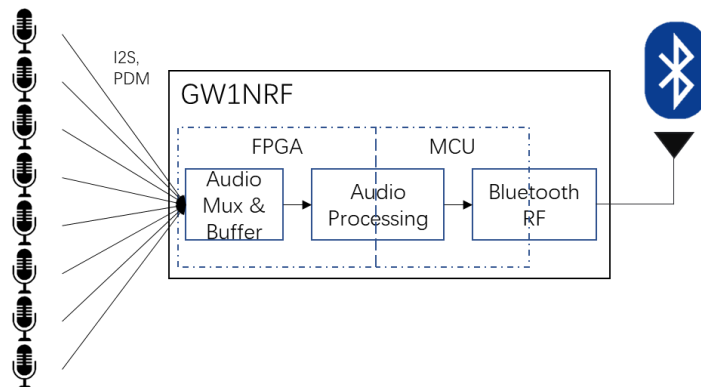 I2S,
PDM
GW1NRF
FPGA
MCU
Audio
Mux &
Buffer
Audio
Processing
Bluetooth
RF